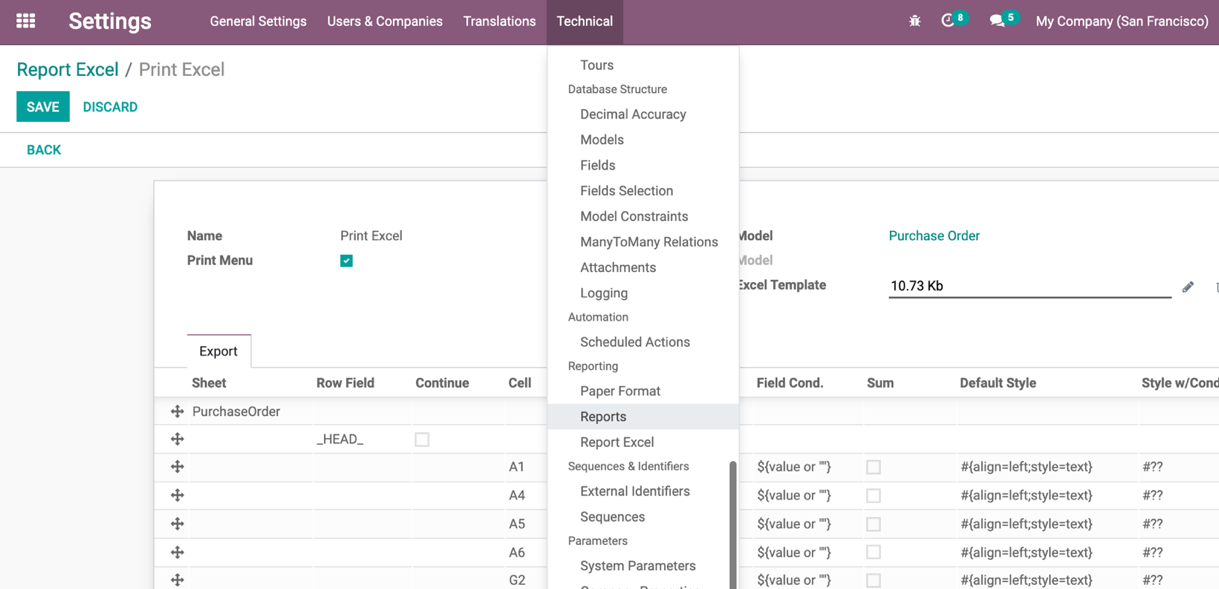 Settings General Settings Users & Companies Translations Technical 8 5 My Company (San Francisco)
Report Excel / Print Excel
SAVE DISCARD
BACK
Tours
Database Structure
Decimal Accuracy
Models
Fields
Fields Selection
Model Constraints
ManyToMany Relations
Attachments
Logging
Automation
Scheduled Actions
Reporting
Paper Format
Reports
Report Excel
Sequences & Identifiers
External Identifiers
Sequences
Parameters
System Parameters
Name Print Excel Model Purchase Order
Print Menu Model
Excel Template 10.73 Kb
Export
Sheet Row Field Continue Cell Field Cond. Sum Default Style Style w/Cond
PurchaseOrder
_HEAD_
A1 ${value or ""} #{align=left;style=text} #??
A4 ${value or ""} #{align=left;style=text} #??
A5 ${value or ""} #{align=left;style=text} #??
A6 ${value or ""} #{align=left;style=text} #??
G2 ${value or ""} #{align=left;style=text} #??